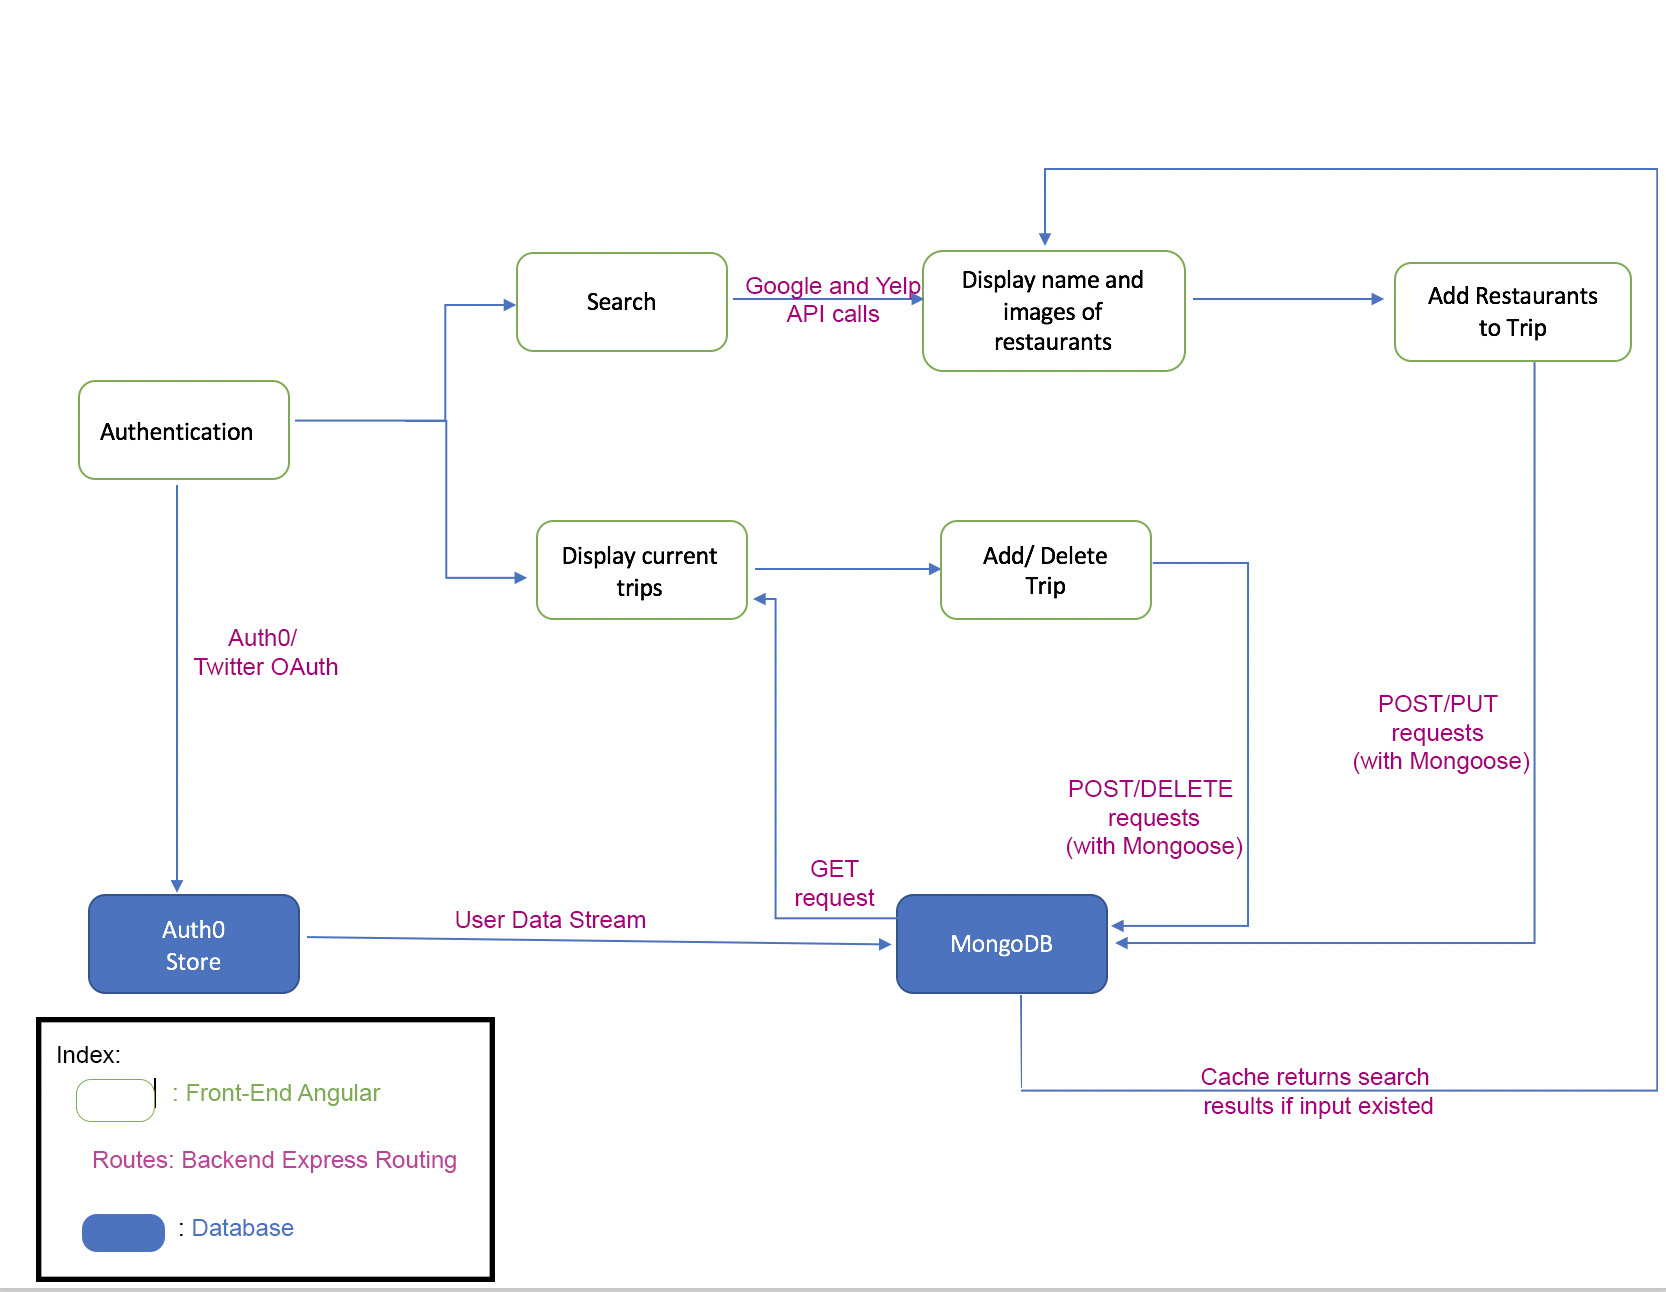 Search
Google and Yelp
API calls
Display name and
images of
restaurants
Add Restaurants
to Trip
Authentication
Display current
trips
Add/ Delete
Trip
Auth0/
Twitter OAuth
POST/PUT
requests
(with Mongoose)
POST/DELETE
requests
(with Mongoose)
GET
request
Auth0
Store
User Data Stream
MongoDB
Cache returns search
results if input existed
Index:
: Front-End Angular
Routes: Backend Express Routing
: Database